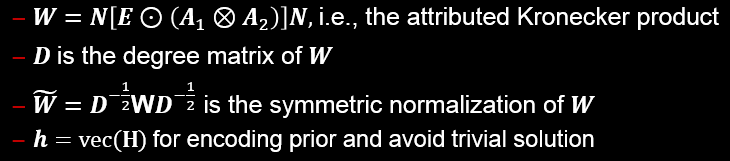 – W = N[E ⊙ (A₁ ⊗ A₂)]N, i.e., the attributed Kronecker product
– D is the degree matrix of W
– W̃ = D^{-1/2}WD^{-1/2} is the symmetric normalization of W
– h = vec(H) for encoding prior and avoid trivial solution